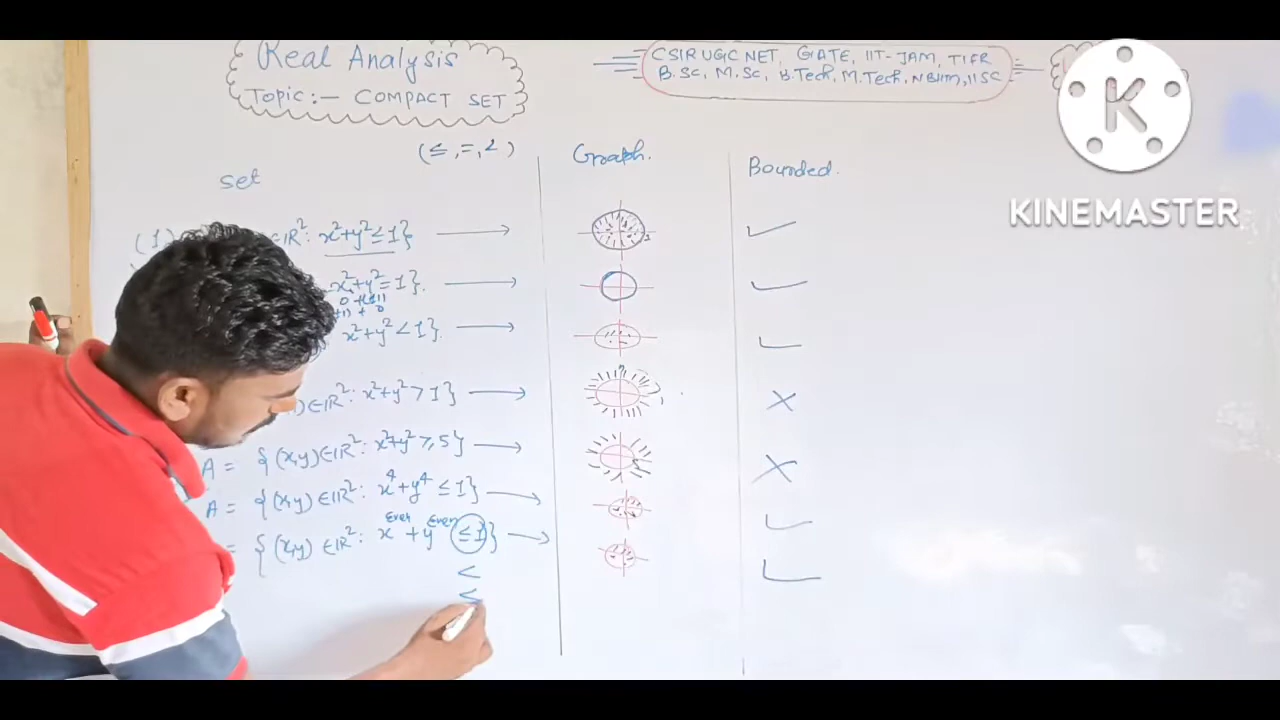 Real Analysis
Topic:- COMPACT SET
CSIR UGC NET, GATE, IIT-JAM, TIFR
B.Sc, M.Sc, B.Tech, M.Tech, NBHM, IISC
K
KINEMASTER
(≤, =, <)
set
Graph.
Bounded.
(1) ∈ℝ²: x²+y²≤1} → ✓
x²+y²=1}. → ✓
x²+y²<1}. → ✓
)∈ℝ²: x²+y²>1} → ×
A = {(x,y)∈ℝ²: x²+y²≥5} → ×
A = {(x,y)∈ℝ²: x⁴+y⁴≤1} → ✓
= {(x,y)∈ℝ²: x^even + y^even ≤1} → ✓
<
≤